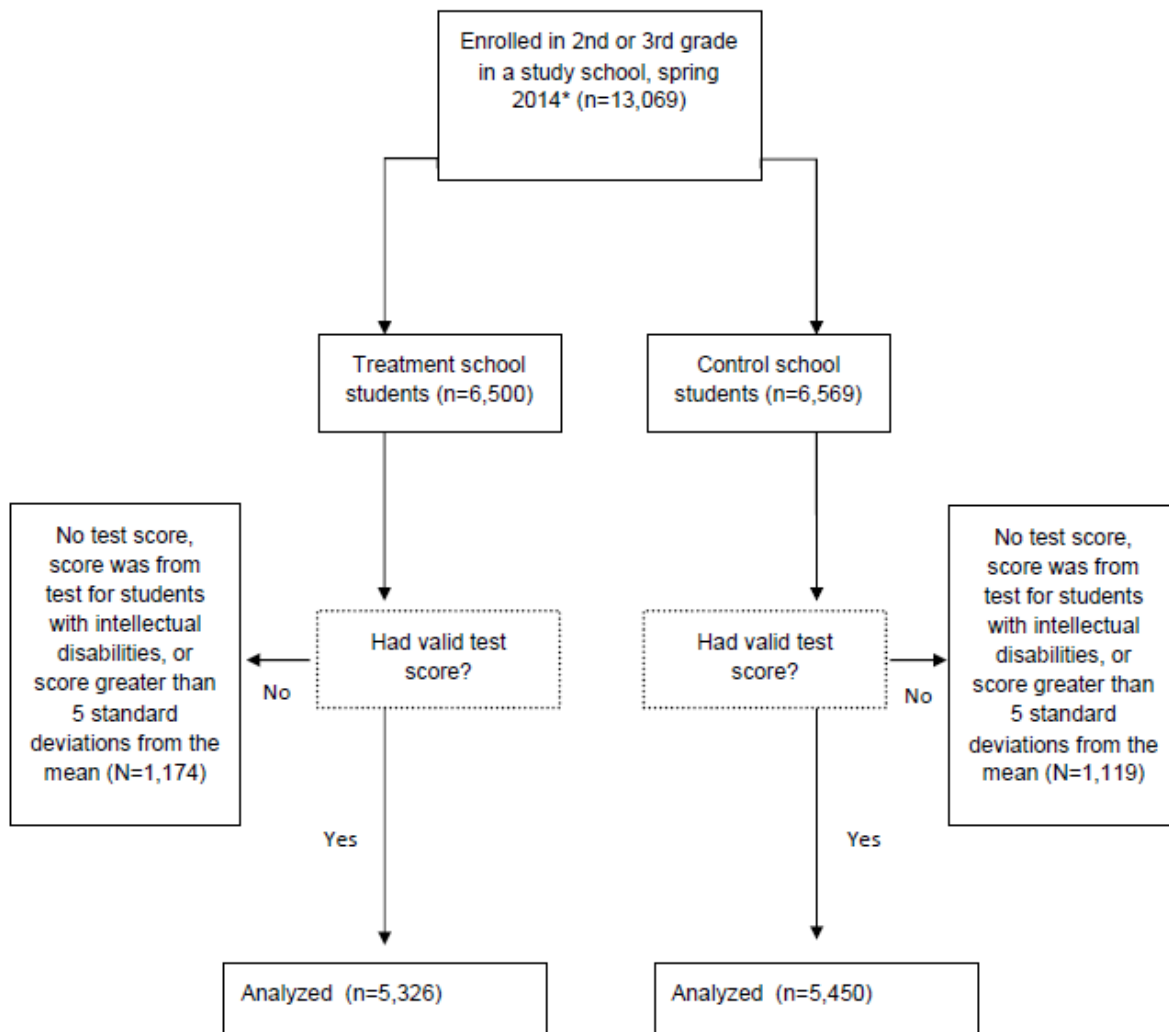 Enrolled in 2nd or 3rd grade
in a study school, spring
2014* (n=13,069)
Treatment school
students (n=6,500)
Control school
students (n=6,569)
No test score,
score was from
test for students
with intellectual
disabilities, or
score greater than
5 standard
deviations from the
mean (N=1,174)
No
Had valid test
score?
Had valid test
score?
No
No test score,
score was from
test for students
with intellectual
disabilities, or
score greater than
5 standard
deviations from the
mean (N=1,119)
Yes
Yes
Analyzed (n=5,326)
Analyzed (n=5,450)